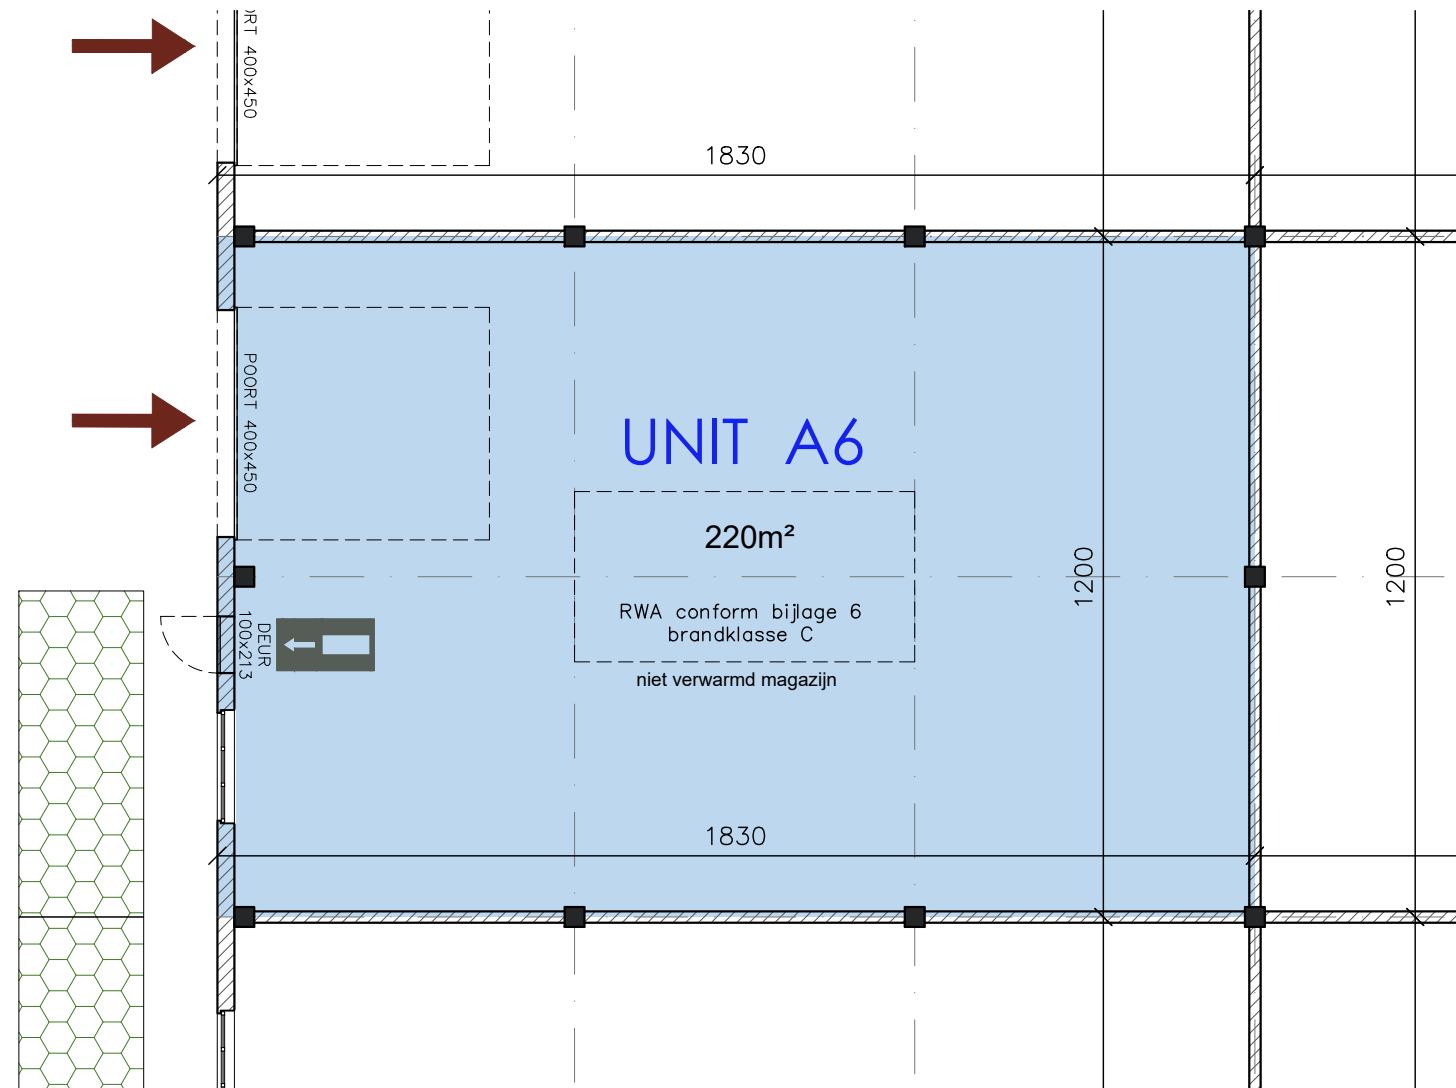 RT 400x450
1830
POORT 400x450
UNIT A6
220m²
1200
1200
RWA conform bijlage 6
brandklasse C
DEUR
100x213
niet verwarmd magazijn
1830